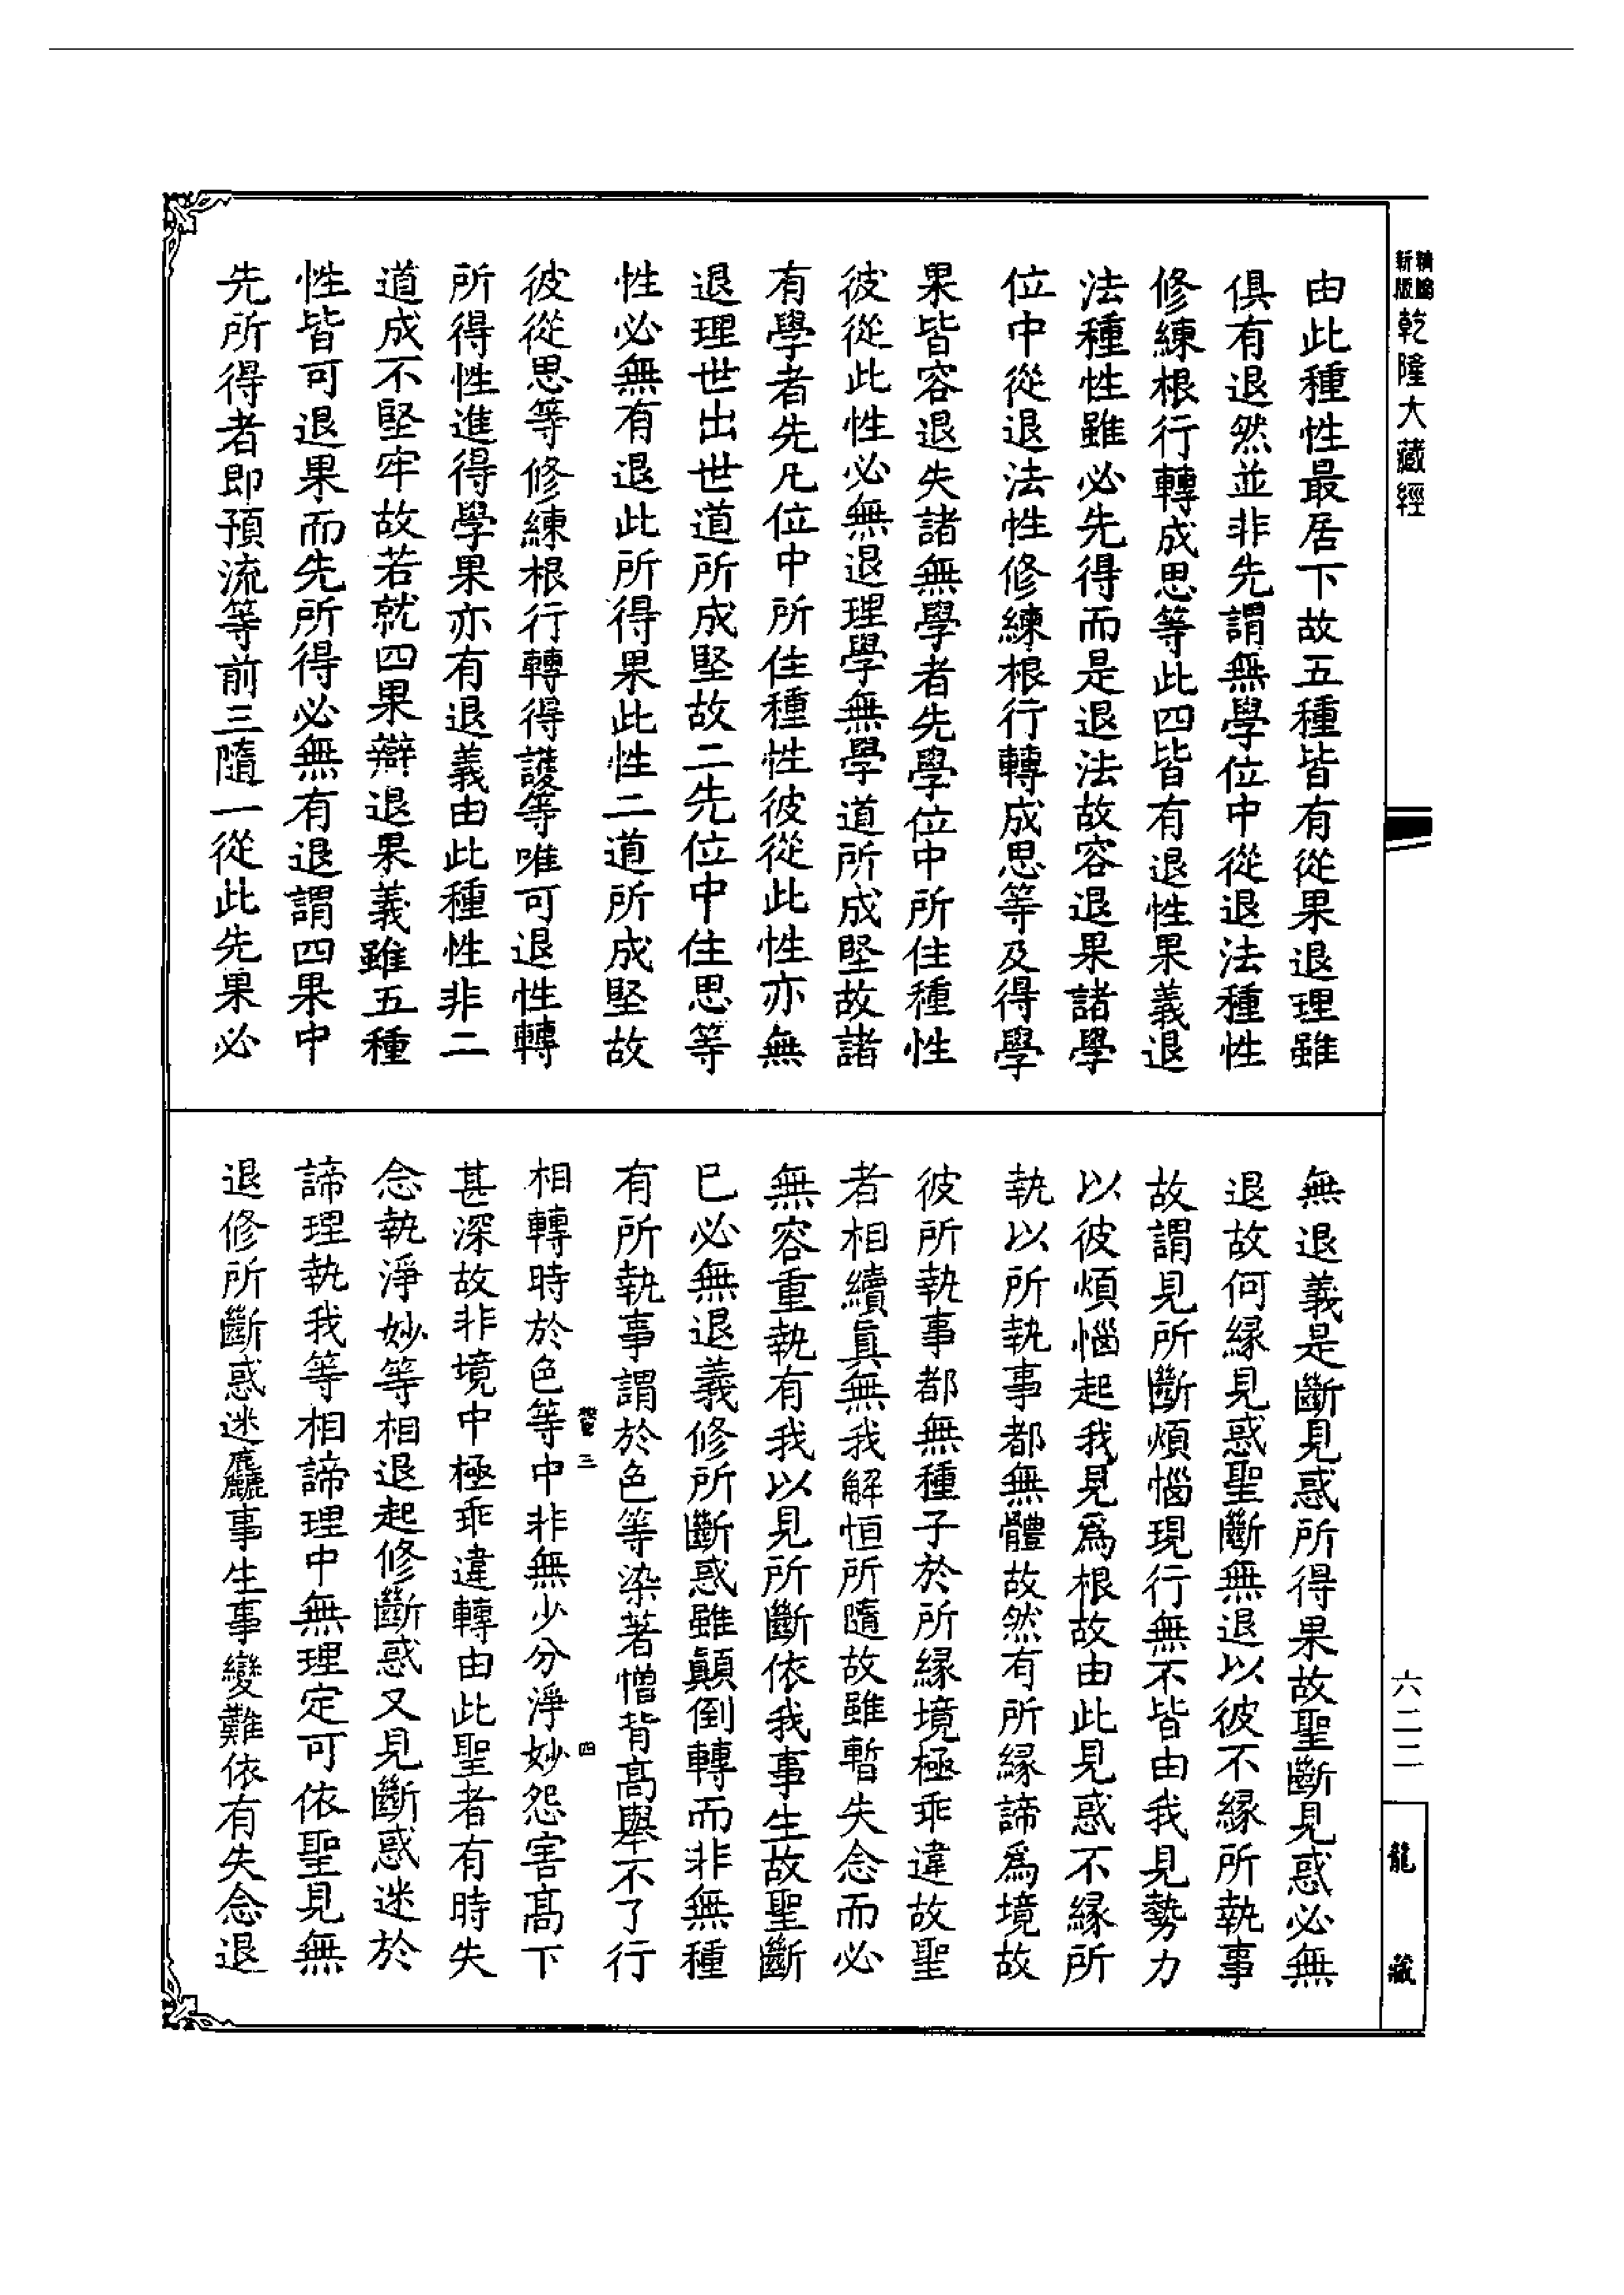 精鐫新版乾隆大藏經
由此種性最居下故五種皆有從果退理雖
俱有退然並非先謂無學位中從退法種性
修練根行轉成思等此四皆有退性果義退
法種性雖必先得而是退法故容退果諸學
位中從退法性修練根行轉成思等及得學
果皆容退失諸無學者先學位中所住種性
彼從此性必無退理學無學道所成堅故諸
有學者先凡位中所住種性彼從此性亦無
退理世出世道所成堅故二先位中住思等
性必無有退此所得果此性二道所成堅故
彼從思等修練根行轉得護等唯可退性轉
所得性進得學果亦有退義由此種性非二
道成不堅牢故若就四果辯退果義雖五種
性皆可退果而先所得必無有退謂四果中
先所得者即預流等前三隨一從此先果必
無退義是斷見惑所得果故聖斷見惑必無
退故何緣見惑聖斷無退以彼不緣所執事
故謂見所斷煩惱現行無不皆由我見勢力
以彼煩惱起我見爲根故由此見惑不緣所
執以所執事都無體故然有所緣諦爲境故
彼所執事都無種子於所緣境極乖違故聖
者相續真無我解恒所隨故雖暫失念而必
無容重執有我以見所斷依我事生故聖斷
已必無退義修所斷惑雖顛倒轉而非無種
有所執事謂於色等染著憎背高舉不了行
相轉時於色等中非無少分淨妙怨害高下
甚深故非境中極乖違轉由此聖者有時失
念執淨妙等相退起修斷惑又見斷惑迷於
諦理執我等相諦理中無理定可依聖見無
退修所斷惑迷麤事生事變難依有失念退
三
四
六二二
龍藏